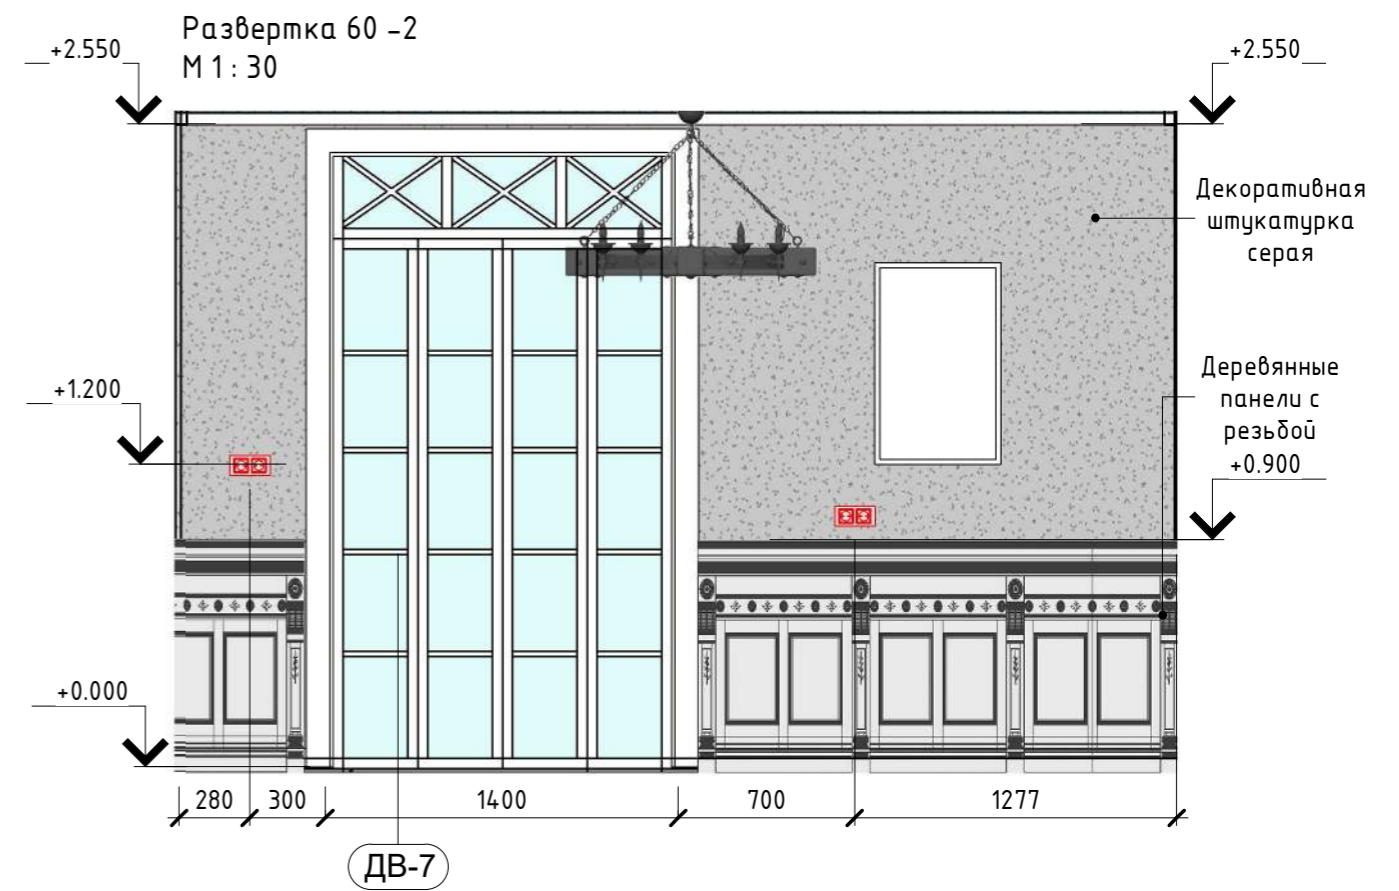 Развертка 60 -2
М 1 : 30
+2.550
+2.550
Декоративная
штукатурка
серая
Деревянные
панели с
резьбой
+1.200
+0.900
+0.000
280
300
1400
700
1277
ДВ-7